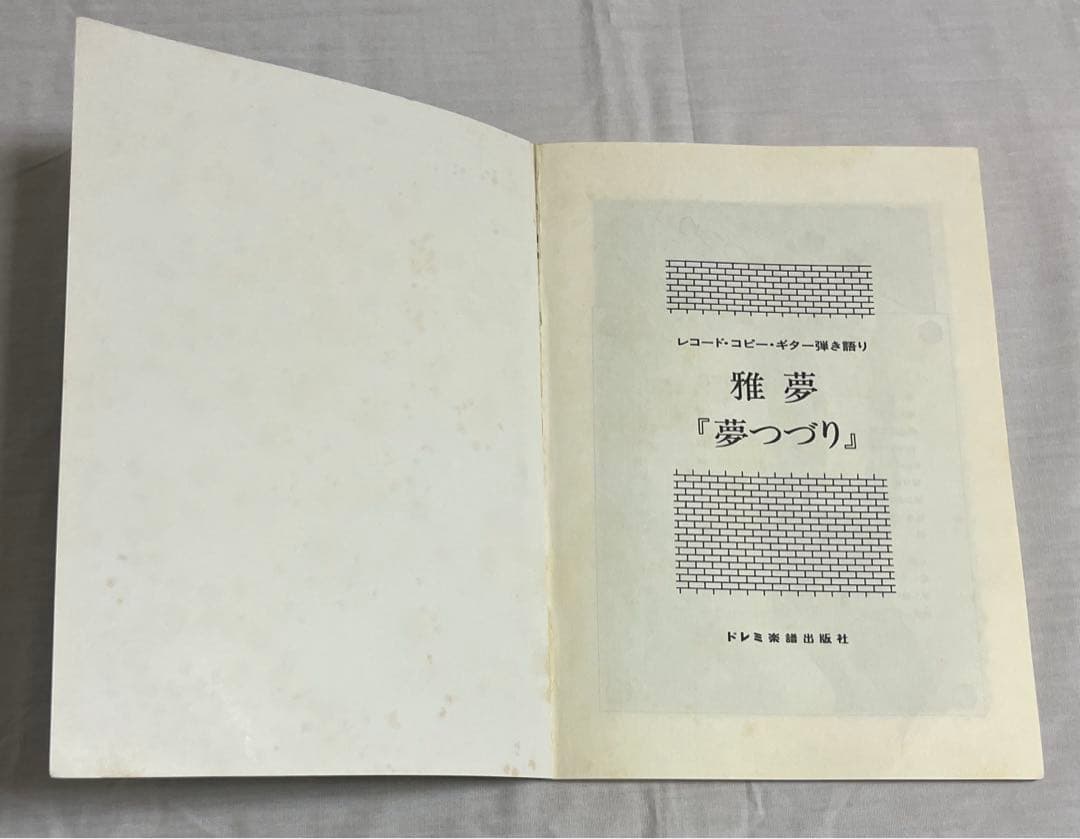 レコード・コピー・ギター弾き語り
雅夢
『夢つづり』
ドレミ楽譜出版社